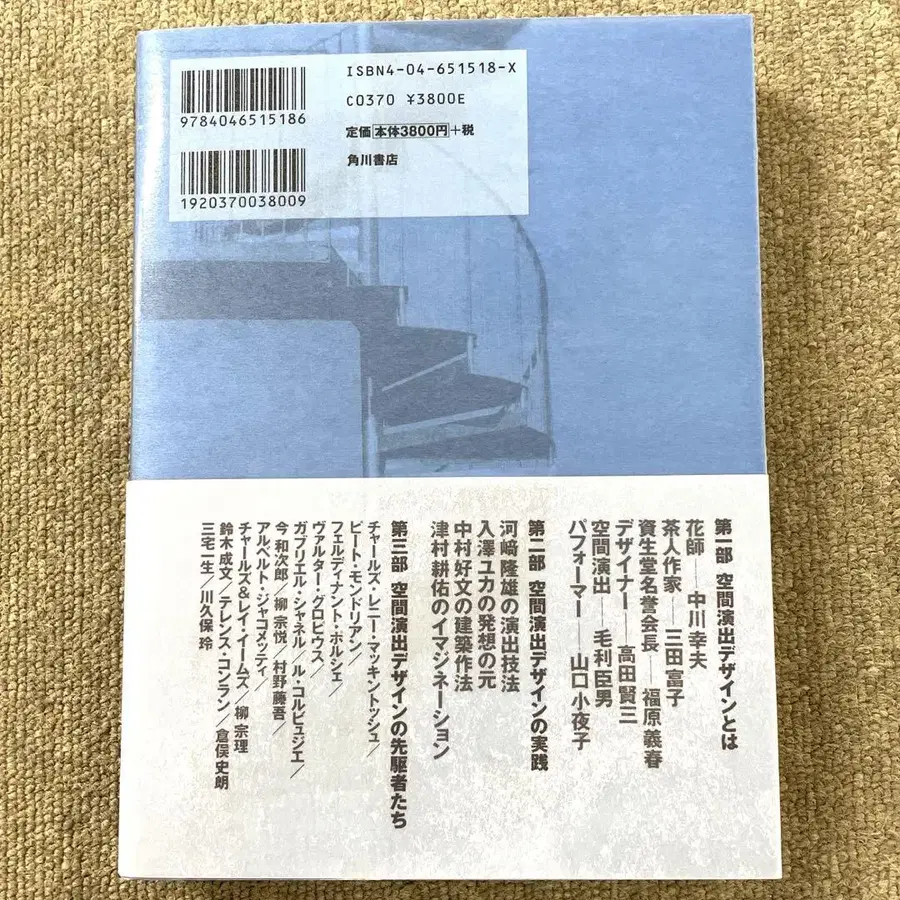 9784046515186
1920370038009
ISBN4-04-651518-X
C0370 ¥3800E
定価 本体3800円+税
角川書店
第一部 空間演出デザインとは
花師――中川幸夫
茶人作家――三田富子
資生堂名誉会長――福原義春
デザイナー――高田賢三
空間演出――毛利臣男
パフォーマー――山口小夜子
第二部 空間演出デザインの実践
河﨑隆雄の演出技法
入澤ユカの発想の元
中村好文の建築作法
津村耕佑のイマジネーション
第三部 空間演出デザインの先駆者たち
チャールズ・レニー・マッキントッシュ/
ピート・モンドリアン/
フェルディナント・ポルシェ/
ヴァルター・グロピウス/
ガブリエル・シャネル/ル・コルビュジエ/
今 和次郎/柳 宗悦/村野藤吾/
アルベルト・ジャコメッティ/
チャールズ&レイ・イームズ/柳 宗理
鈴木成文/テレンス・コンラン/倉俣史朗
三宅一生/川久保 玲